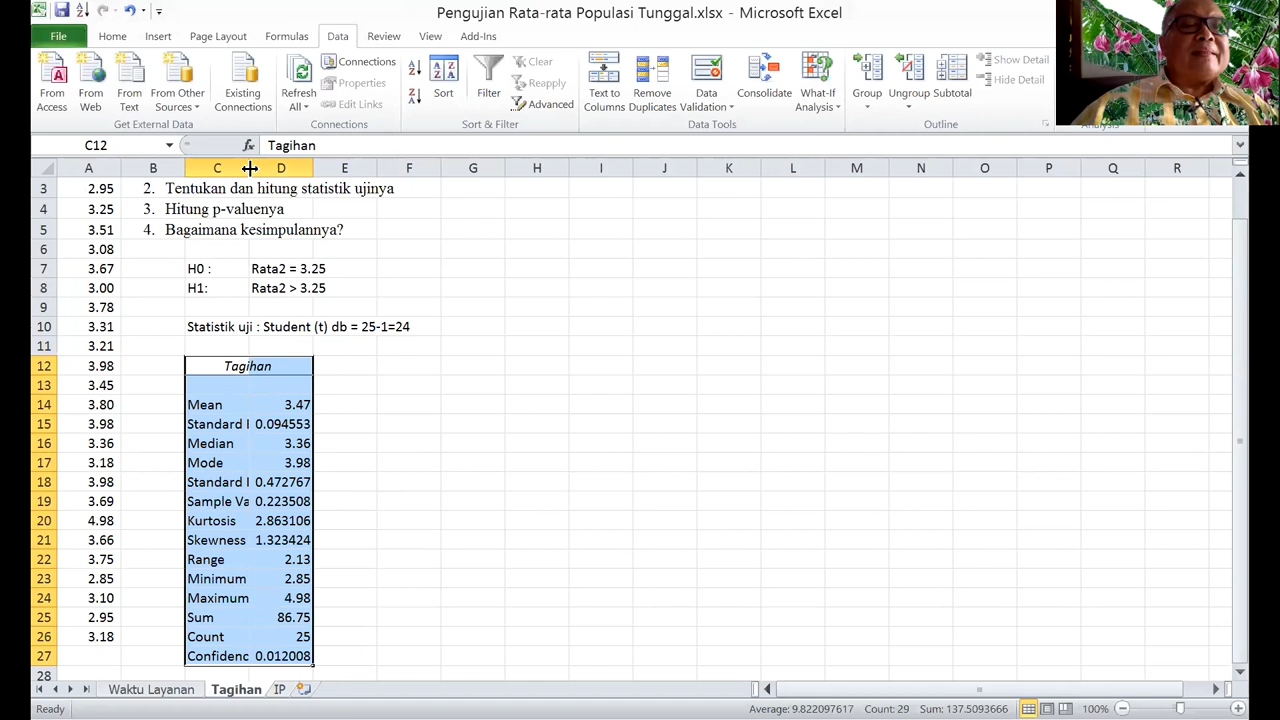 Pengujian Rata-rata Populasi Tunggal.xlsx - Microsoft Excel
File Home Insert Page Layout Formulas Data Review View Add-Ins
From Access
From Web
From Text
From Other Sources
Existing Connections
Refresh All
Connections
Properties
Edit Links
Sort
Filter
Clear
Reapply
Advanced
Text to Columns
Remove Duplicates
Data Validation
Consolidate
What-If Analysis
Group
Ungroup
Subtotal
Show Detail
Hide Detail
Get External Data Connections Sort & Filter Data Tools Outline
C12 fx Tagihan
A B C D E F G H I J K L M N O P Q R
3 2.95 2. Tentukan dan hitung statistik ujinya
4 3.25 3. Hitung p-valuenya
5 3.51 4. Bagaimana kesimpulannya?
6 3.08
7 3.67 H0 : Rata2 = 3.25
8 3.00 H1: Rata2 > 3.25
9 3.78
10 3.31 Statistik uji : Student (t) db = 25-1=24
11 3.21
12 3.98 Tagihan
13 3.45
14 3.80 Mean 3.47
15 3.98 Standard 0.094553
16 3.36 Median 3.36
17 3.18 Mode 3.98
18 3.98 Standard 0.472767
19 3.69 Sample Va 0.223508
20 4.98 Kurtosis 2.863106
21 3.66 Skewness 1.323424
22 3.75 Range 2.13
23 2.85 Minimum 2.85
24 3.10 Maximum 4.98
25 2.95 Sum 86.75
26 3.18 Count 25
27 Confidenc 0.012008
28
Waktu Layanan Tagihan IP
Ready Average: 9.822097617 Count: 29 Sum: 137.5093666 100%